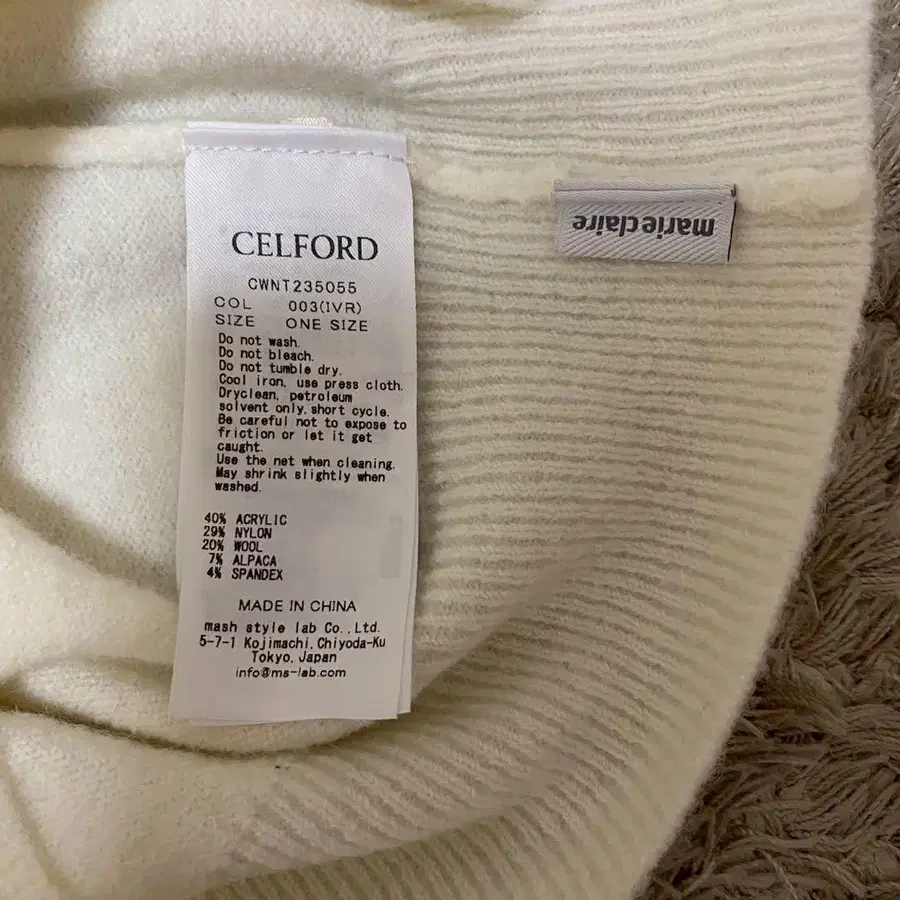 CELFORD
CWNT235055
COL 003(IVR)
SIZE ONE SIZE
Do not wash.
Do not bleach.
Do not tumble dry.
Cool iron, use press cloth.
Dryclean, petroleum
solvent only, short cycle.
Be careful not to expose to
friction or let it get
caught.
Use the net when cleaning.
May shrink slightly when
washed.
40% ACRYLIC
29% NYLON
20% WOOL
7% ALPACA
4% SPANDEX
MADE IN CHINA
mash style lab Co., Ltd.
5-7-1 Kojimachi, Chiyoda-Ku
Tokyo, Japan
info@ms-lab.com
marie claire